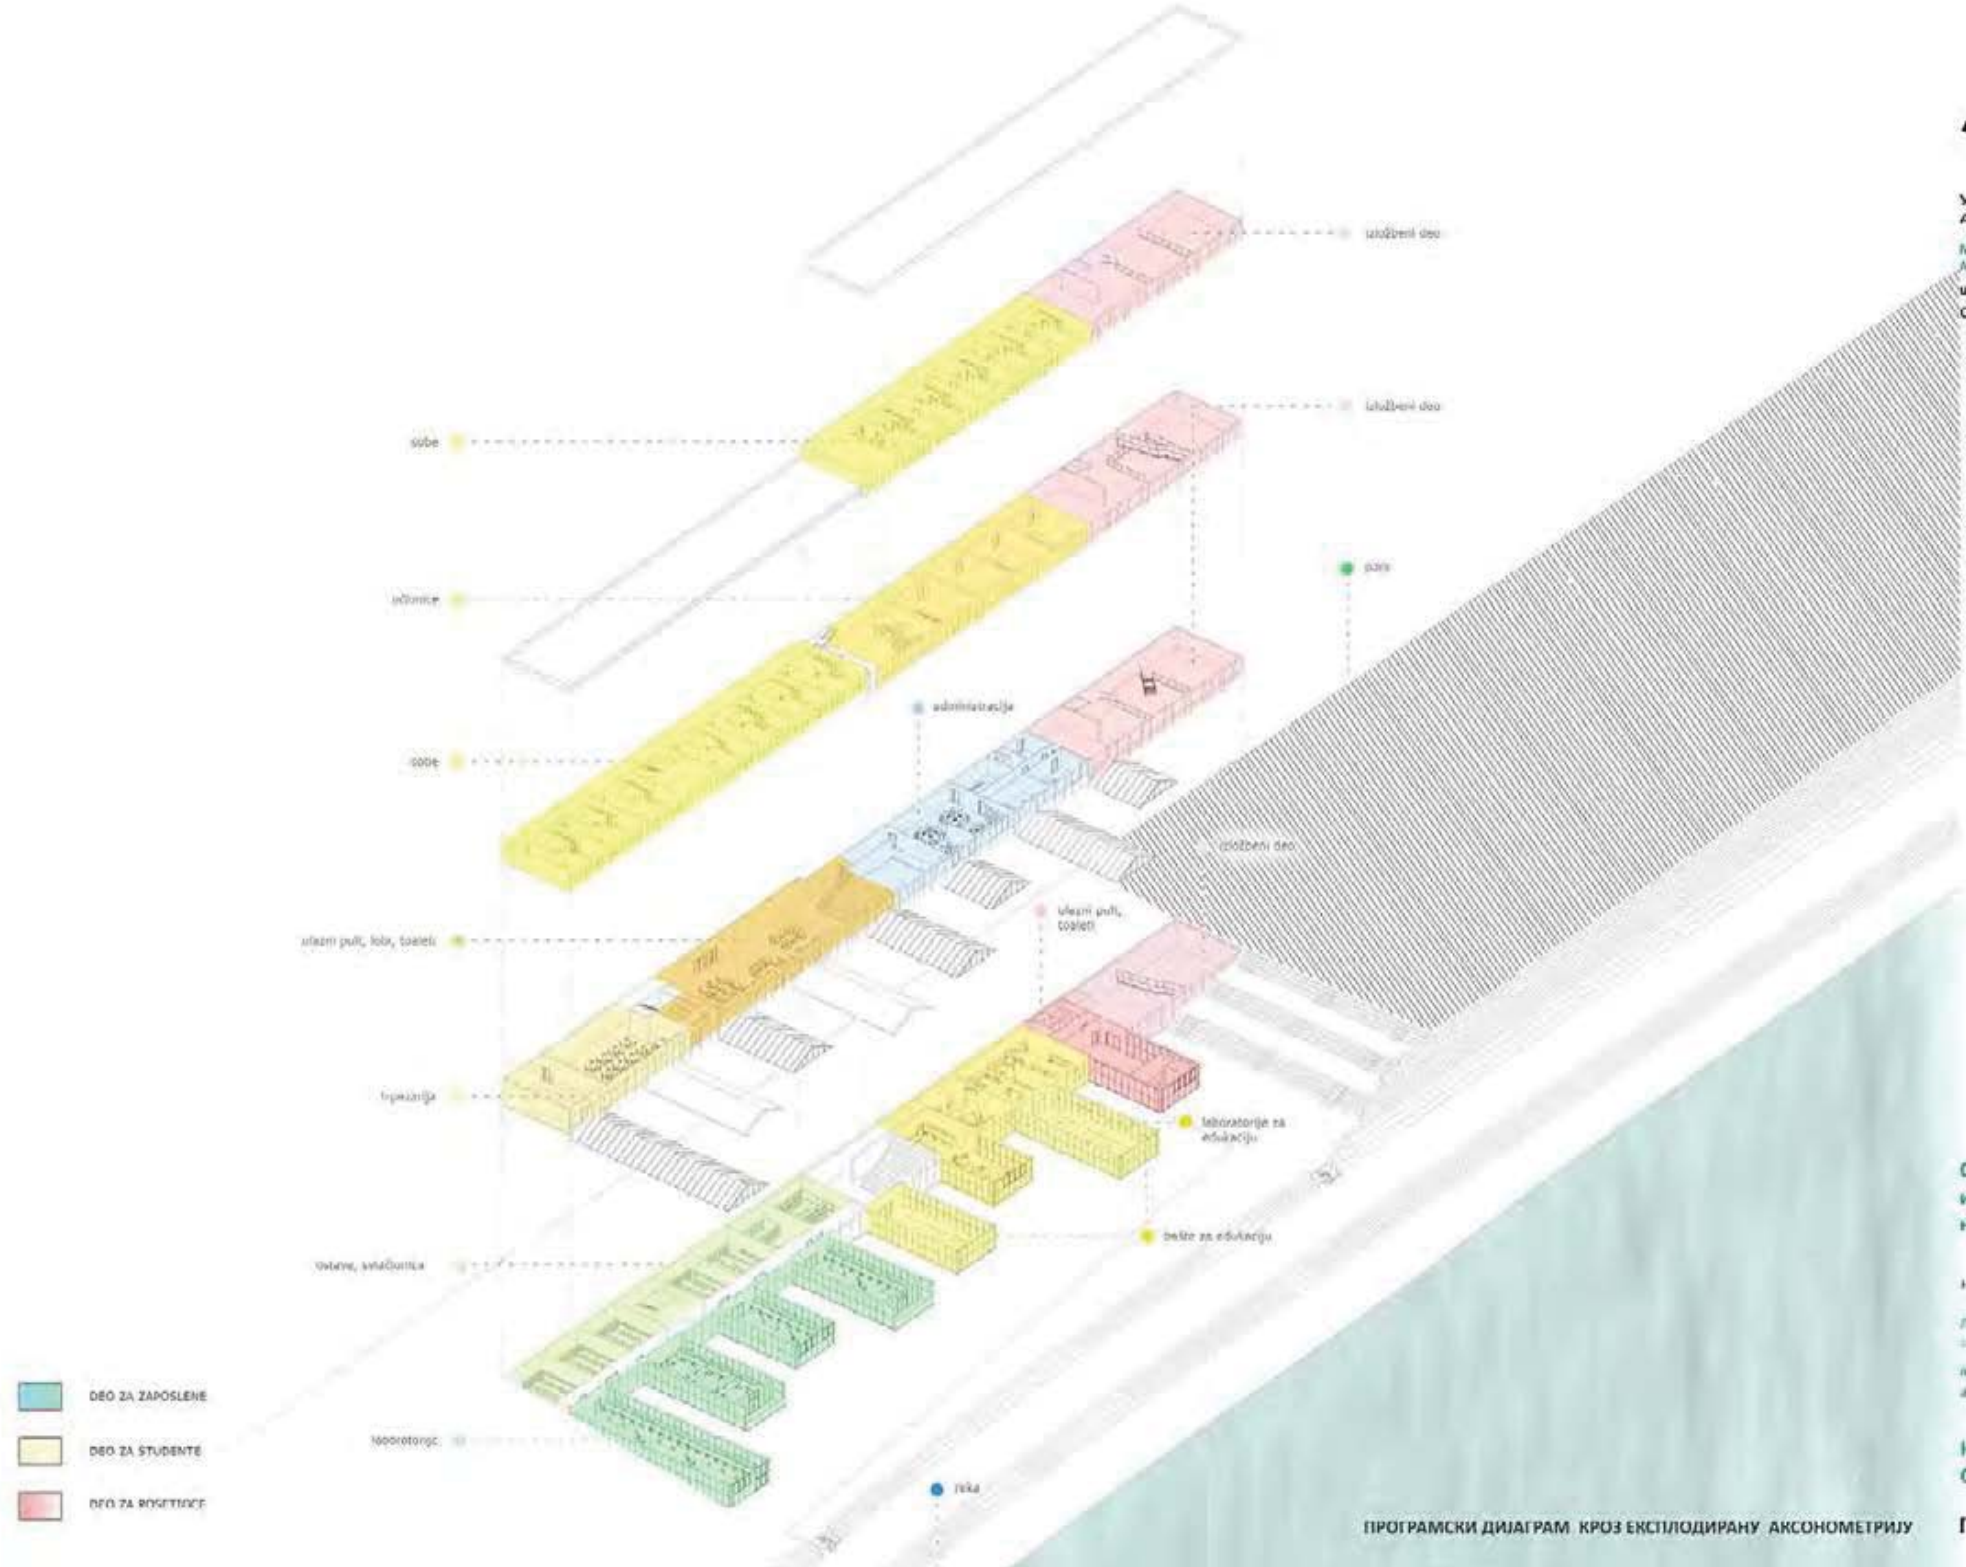 izložbeni deo
izložbeni deo
sobe
učionice
park
administracija
sobe
izložbeni deo
ulazni pult,
toaleti
ulazni pult, lobi, toaleti
trpezarija
laboratorije za
edukaciju
bašte za edukaciju
ostave, svlačionica
laboratorije
reka
DEO ZA ZAPOSLENE
DEO ZA STUDENTE
DEO ZA POSETIOCE
ПРОГРАМСКИ ДИЈАГРАМ КРОЗ ЕКСПЛОДИРАНУ АКСОНОМЕТРИЈУ